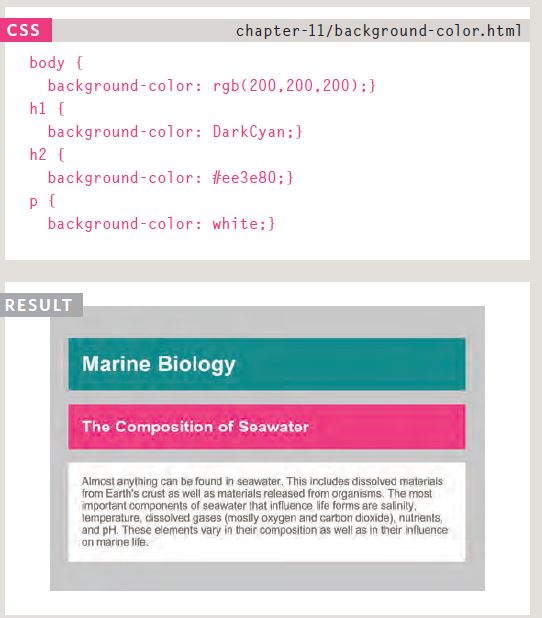 CSS
chapter-11/background-color.html
body {
background-color: rgb(200,200,200);}
h1 {
background-color: DarkCyan;}
h2 {
background-color: #ee3e80;}
p {
background-color: white;}
RESULT
Marine Biology
The Composition of Seawater
Almost anything can be found in seawater. This includes dissolved materials
from Earth's crust as well as materials released from organisms. The most
important components of seawater that influence life forms are salinity,
temperature, dissolved gases (mostly oxygen and carbon dioxide), nutrients,
and pH. These elements vary in their composition as well as in their influence
on marine life.